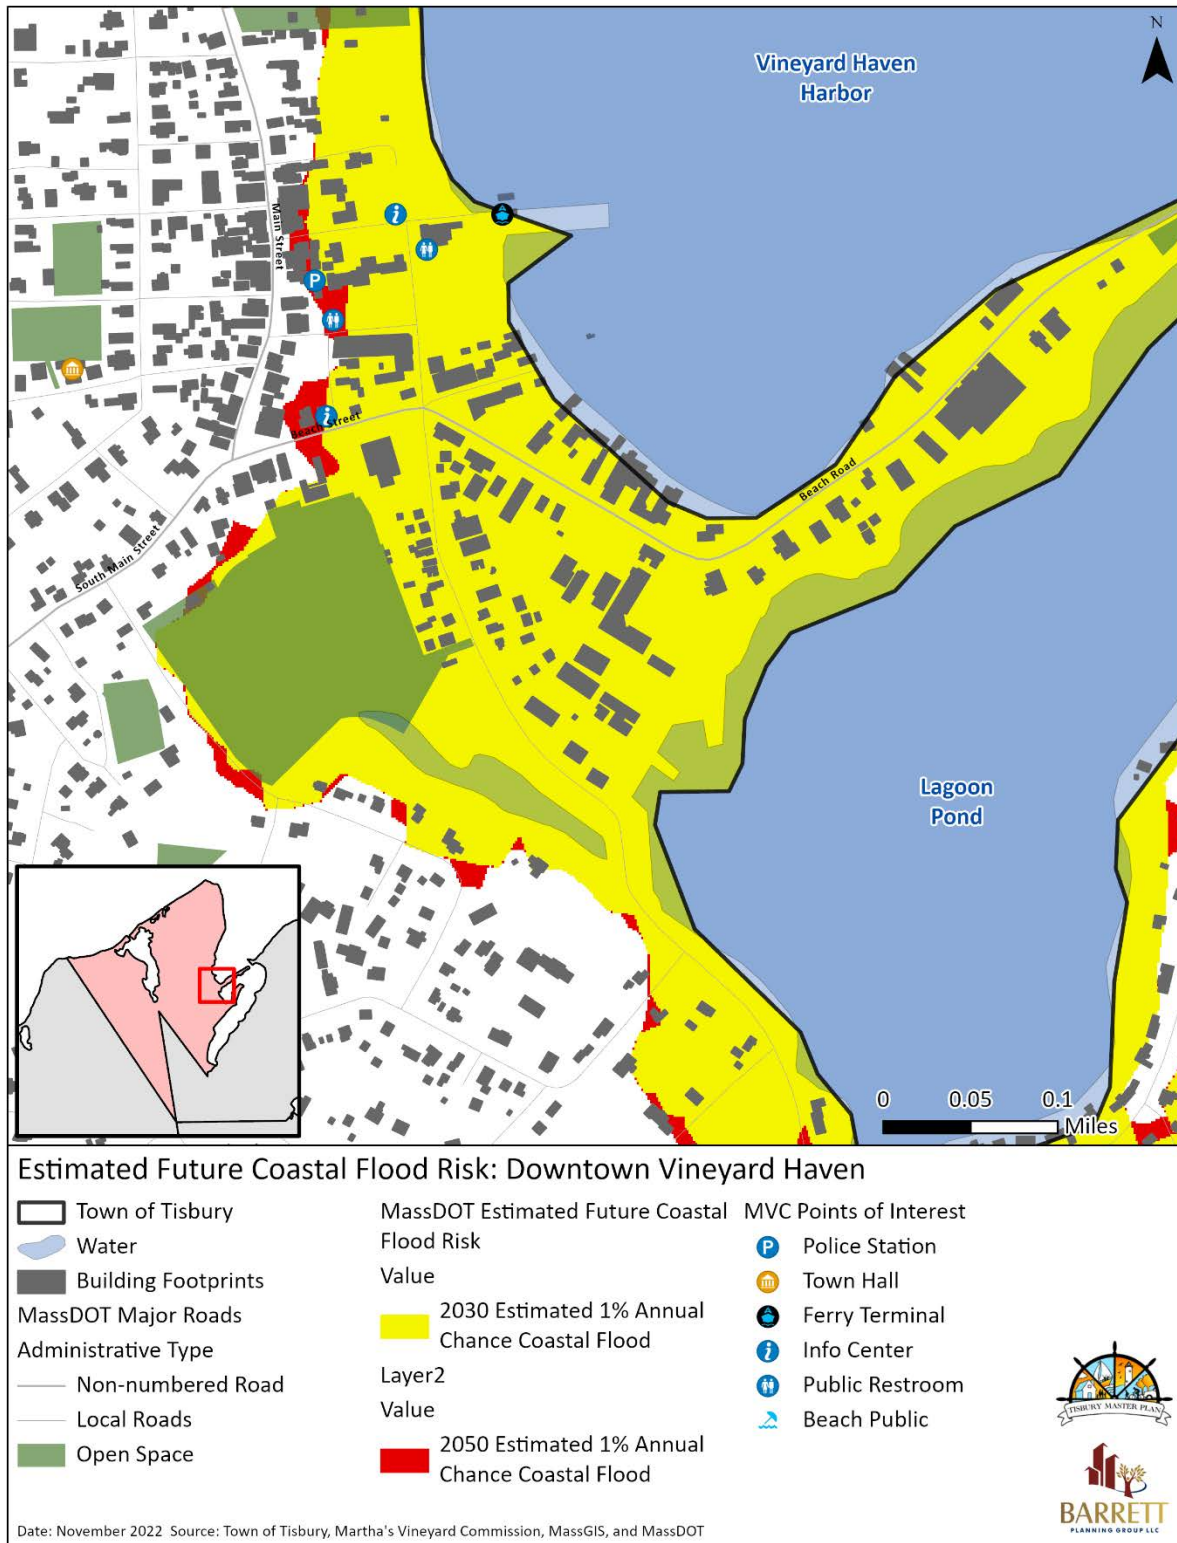 N
Vineyard Haven
Harbor
Main Street
P
i
i
Beach Street
Beach Road
South Main Street
Lagoon
Pond
0 0.05 0.1
Miles
Estimated Future Coastal Flood Risk: Downtown Vineyard Haven
Town of Tisbury
Water
Building Footprints
MassDOT Major Roads
Administrative Type
Non-numbered Road
Local Roads
Open Space
MassDOT Estimated Future Coastal
Flood Risk
Value
2030 Estimated 1% Annual
Chance Coastal Flood
Layer2
Value
2050 Estimated 1% Annual
Chance Coastal Flood
MVC Points of Interest
P Police Station
Town Hall
Ferry Terminal
i Info Center
Public Restroom
Beach Public
TISBURY MASTER PLAN
BARRETT
PLANNING GROUP LLC
Date: November 2022 Source: Town of Tisbury, Martha's Vineyard Commission, MassGIS, and MassDOT